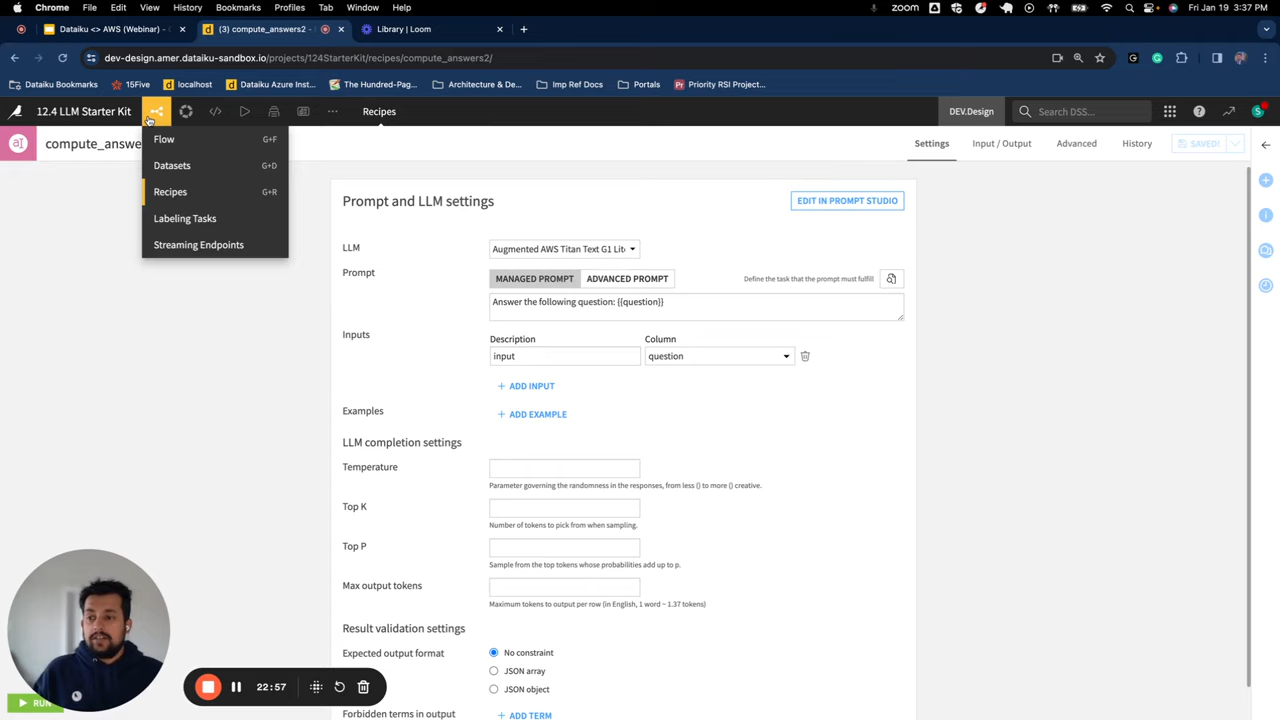 Chrome File Edit View History Bookmarks Profiles Tab Window Help zoom Fri Jan 19 3:37 PM
Dataiku <> AWS (Webinar) - (3) compute_answers2 - Library | Loom
dev-design.amer.dataiku-sandbox.io/projects/124StarterKit/recipes/compute_answers2/
Dataiku Bookmarks 15Five localhost Dataiku Azure Inst... The Hundred-Pag... Architecture & De... Imp Ref Docs Portals Priority RSI Projec...
12.4 LLM Starter Kit Recipes DEV.Design Search DSS...
compute_answe Settings Input / Output Advanced History SAVED!
Flow G+F
Datasets G+D
Recipes G+R
Labeling Tasks
Streaming Endpoints
Prompt and LLM settings EDIT IN PROMPT STUDIO
LLM Augmented AWS Titan Text G1 Lit
Prompt MANAGED PROMPT ADVANCED PROMPT Define the task that the prompt must fulfill
Answer the following question: {{question}}
Inputs Description Column
input question
+ ADD INPUT
Examples + ADD EXAMPLE
LLM completion settings
Temperature
Parameter governing the randomness in the responses, from less () to more () creative.
Top K
Number of tokens to pick from when sampling.
Top P
Sample from the top tokens whose probabilities add up to p.
Max output tokens
Maximum tokens to output per row (in English, 1 word ~ 1.37 tokens)
Result validation settings
Expected output format No constraint
JSON array
JSON object
Forbidden terms in output + ADD TERM
22:57
RUN